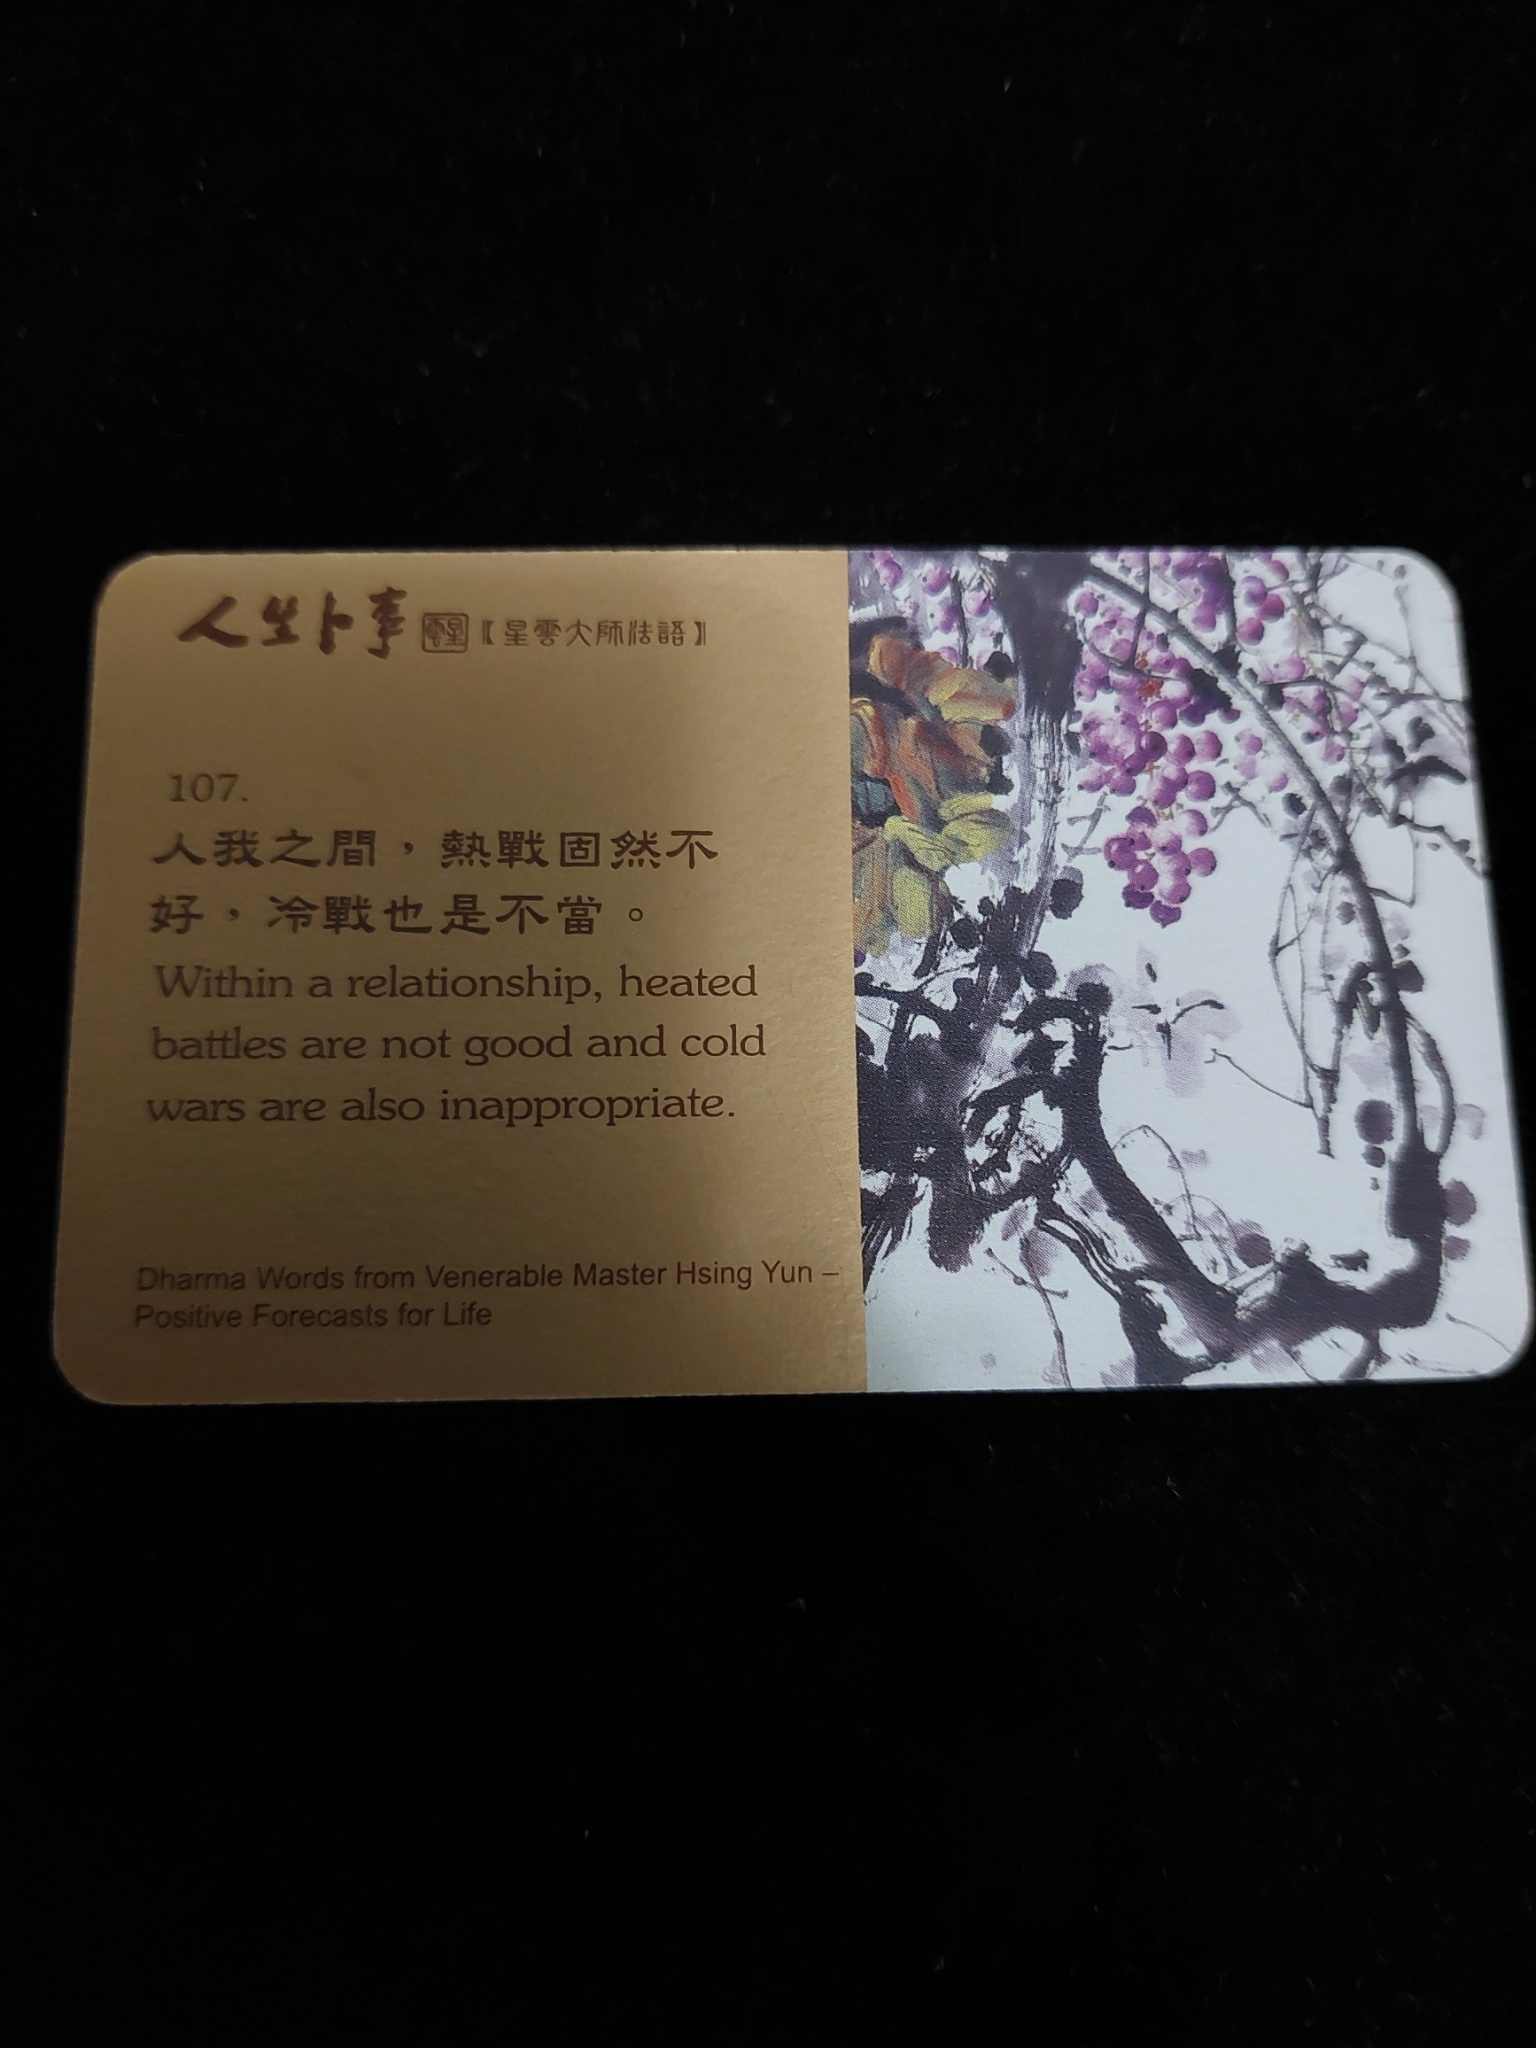 人生卜事 【星雲大師法語】
107.
人我之間，熱戰固然不
好，冷戰也是不當。
Within a relationship, heated
battles are not good and cold
wars are also inappropriate.
Dharma Words from Venerable Master Hsing Yun –
Positive Forecasts for Life